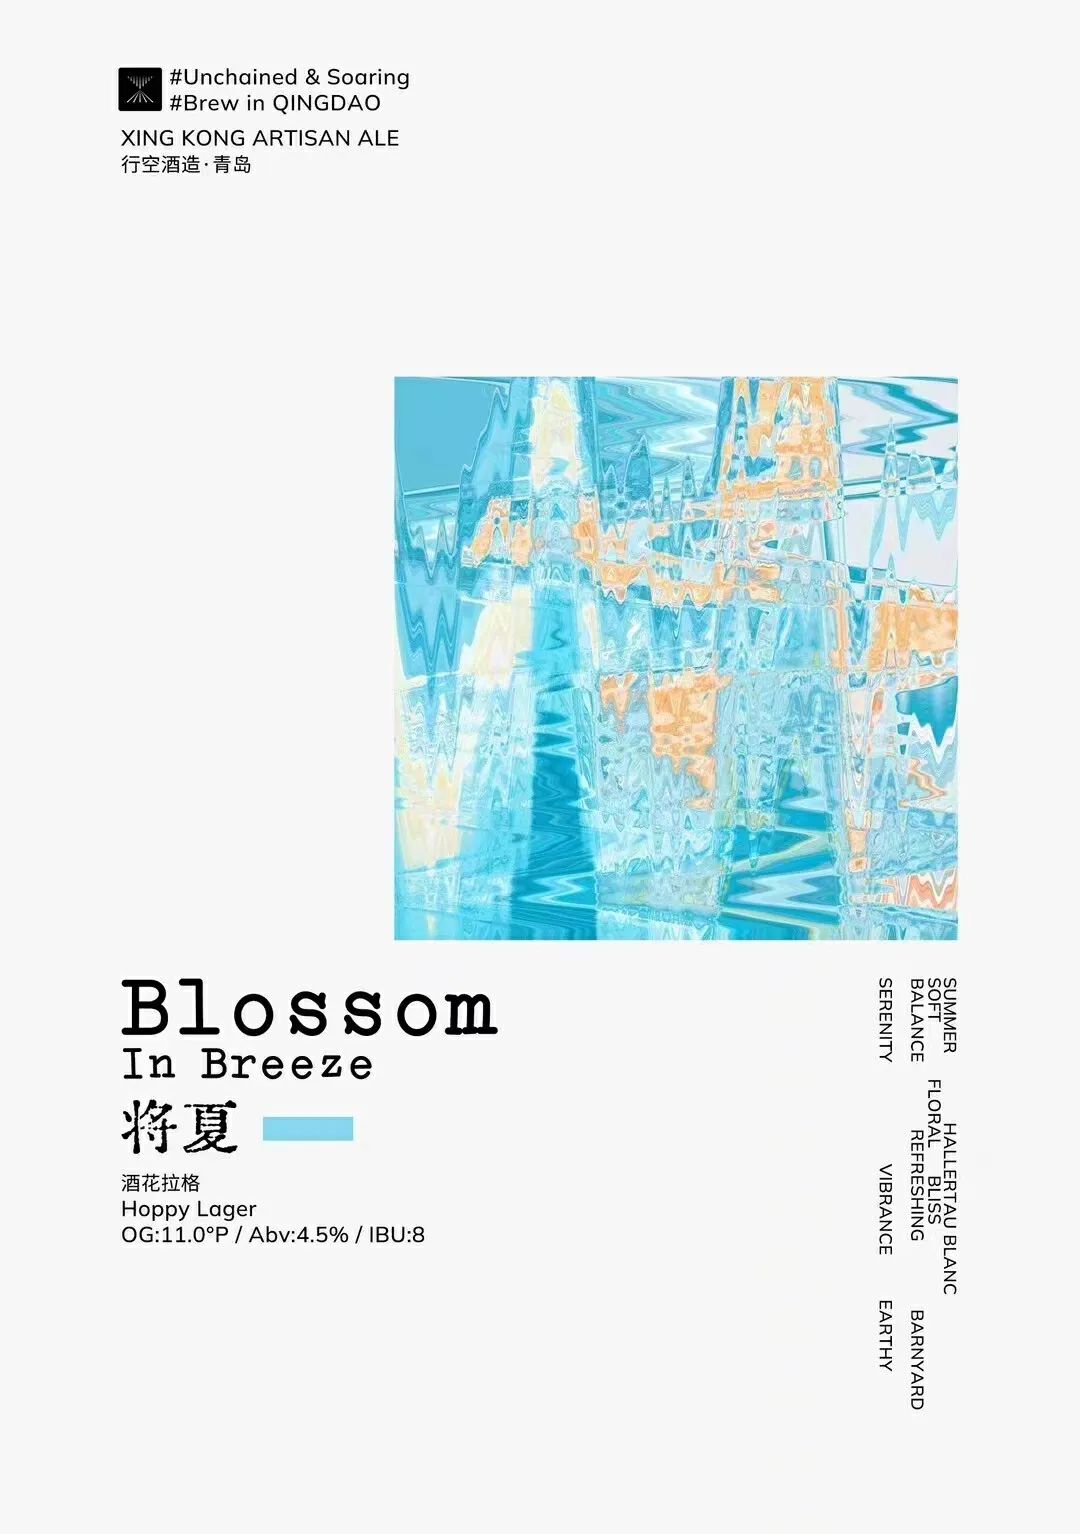 #Unchained & Soaring
#Brew in QINGDAO
XING KONG ARTISAN ALE
行空酒造·青岛
Blossom
In Breeze
将夏
酒花拉格
Hoppy Lager
OG:11.0°P / Abv:4.5% / IBU:8
SUMMER HALLERTAU BLANC
SOFT FLORAL BLISS
BALANCE REFRESHING BARNYARD
SERENITY VIBRANCE EARTHY